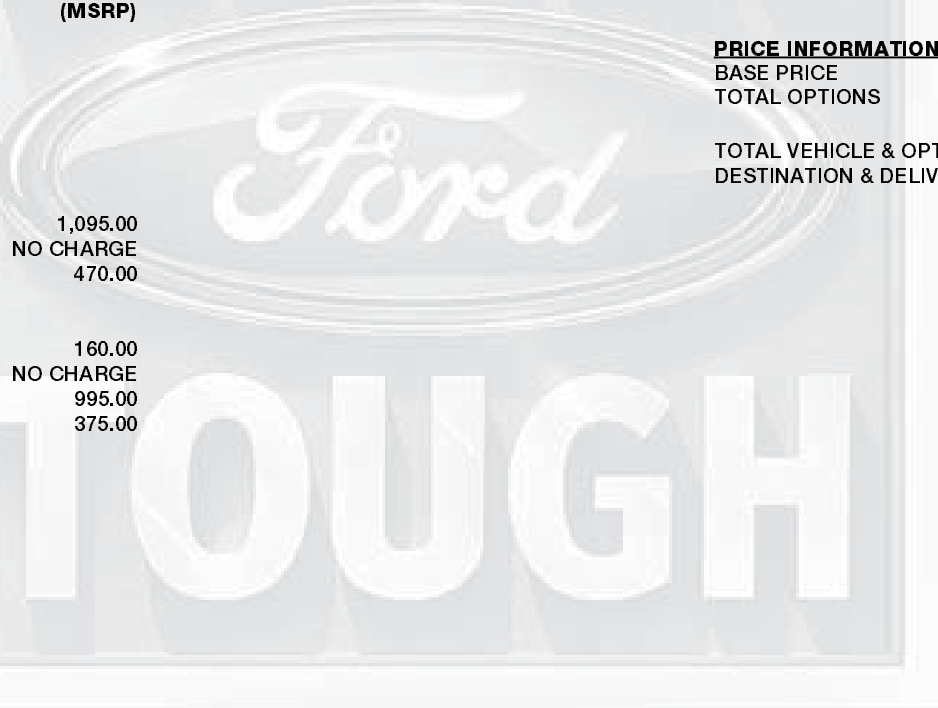 (MSRP)
1,095.00
NO CHARGE
470.00
160.00
NO CHARGE
995.00
375.00
PRICE INFORMATION
BASE PRICE
TOTAL OPTIONS
TOTAL VEHICLE & OPT
DESTINATION & DELIV
Ford
TOUGH